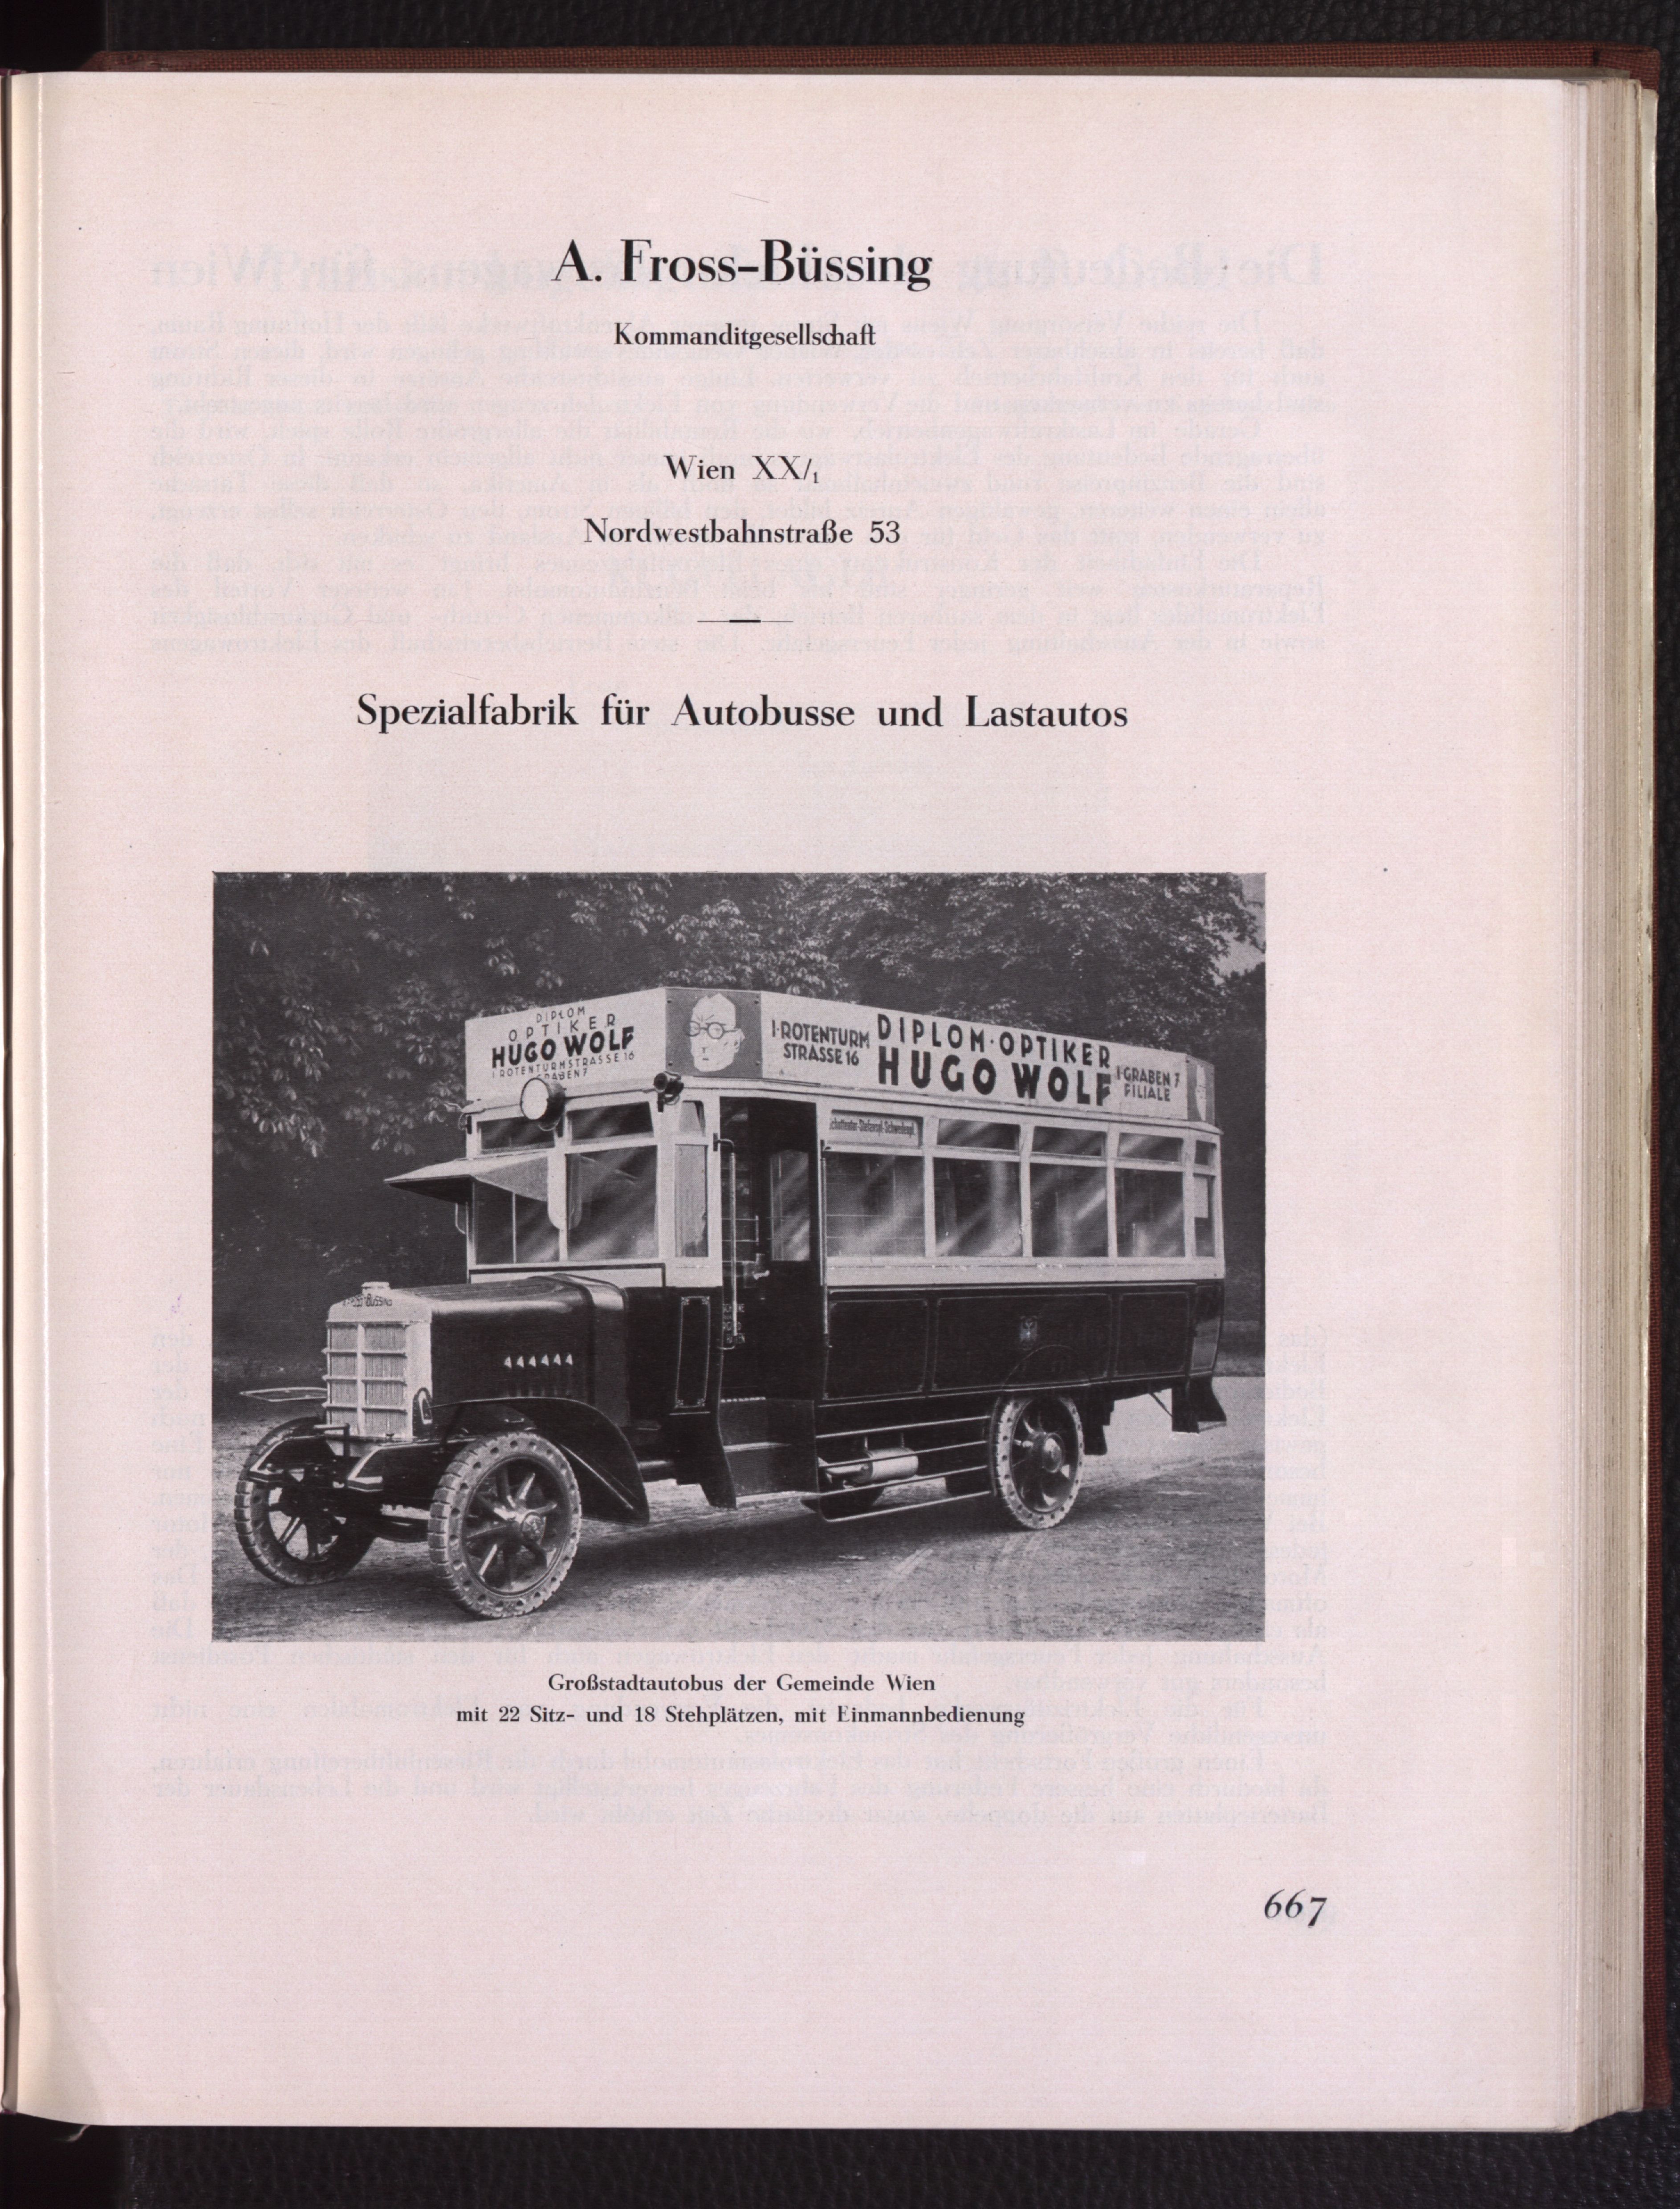 A. Fross-Büssing
Kommanditgesellschaft
Wien XX/1
Nordwestbahnstraße 53
Spezialfabrik für Autobusse und Lastautos
DIPLOM
OPTIKER
HUGO WOLF
I ROTENTURMSTRASSE 16
GRABEN 7
I·ROTENTURM
STRASSE 16
DIPLOM·OPTIKER
HUGO WOLF
I GRABEN 7
FILIALE
BÜSSING
Großstadtautobus der Gemeinde Wien
mit 22 Sitz- und 18 Stehplätzen, mit Einmannbedienung
667